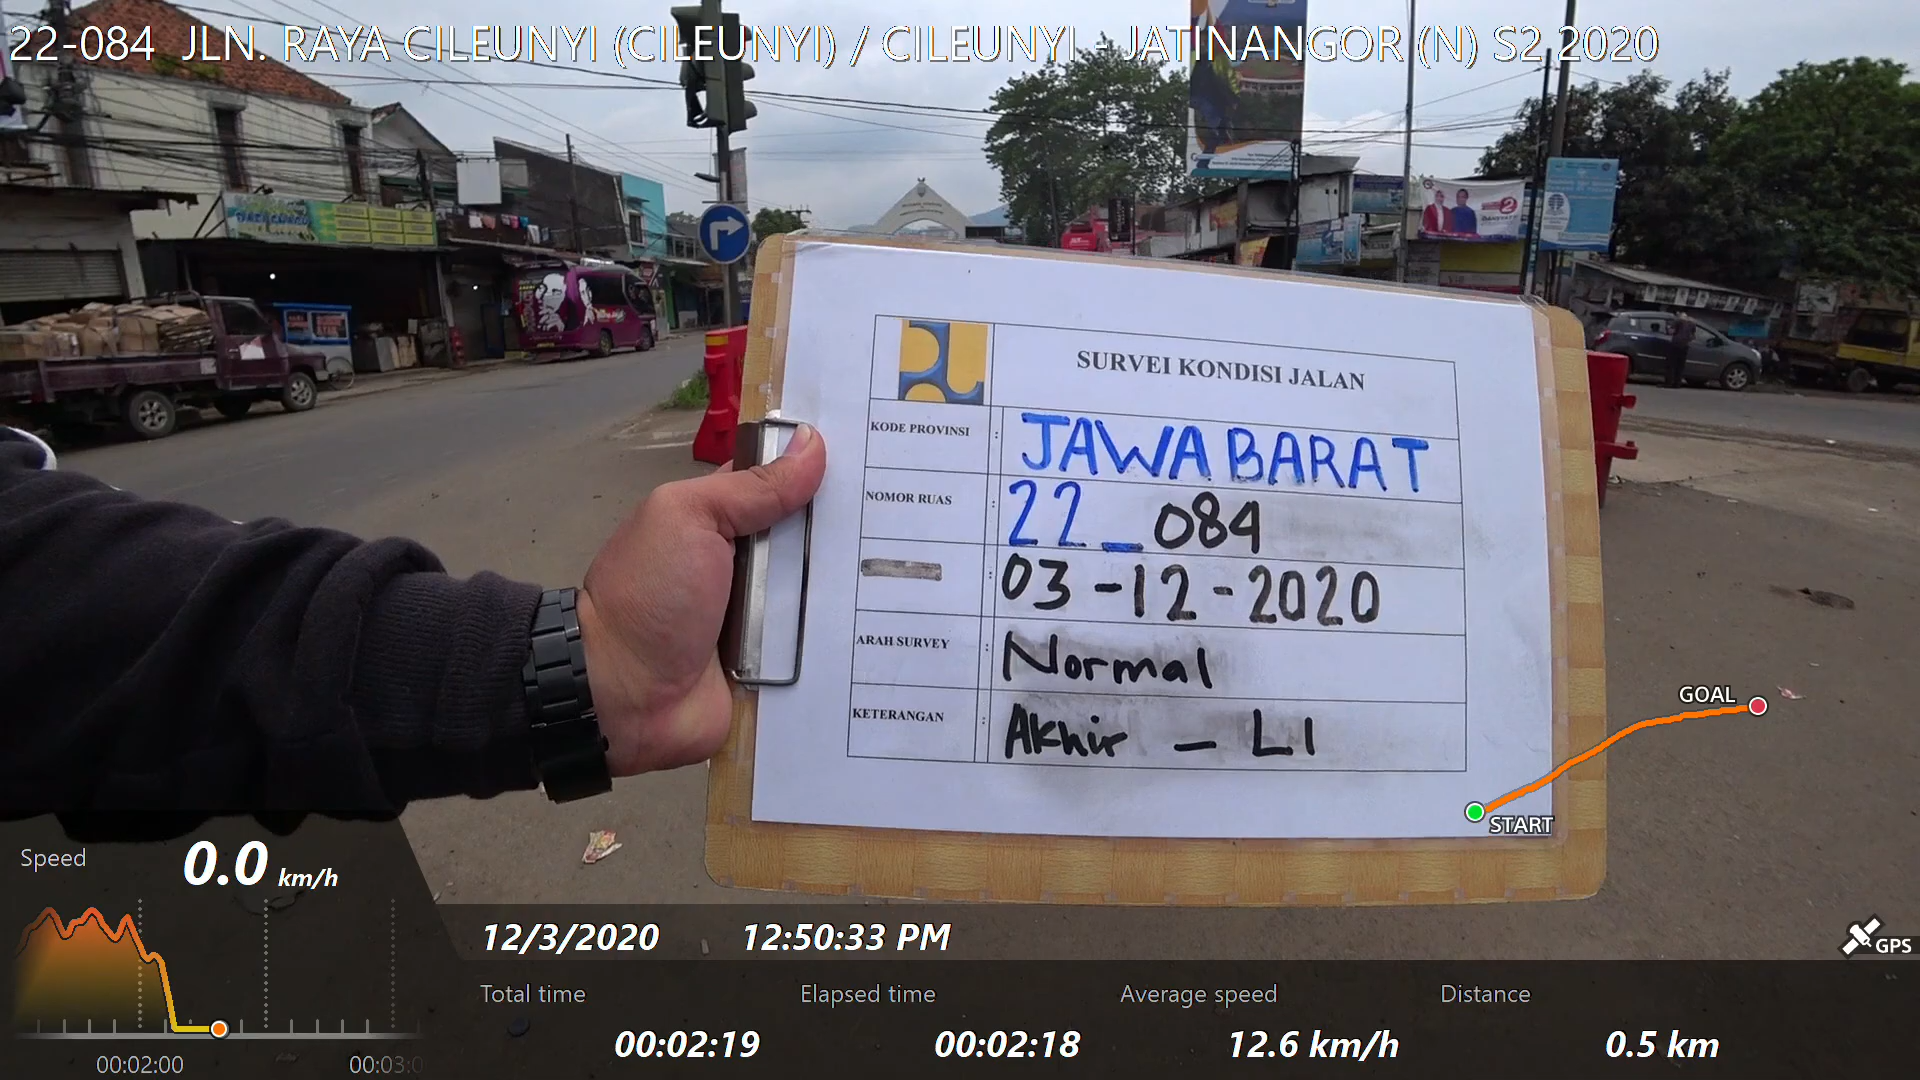 22-084 JLN. RAYA CILEUNYI (CILEUNYI) / CILEUNYI - JATINANGOR (N) S2 2020
SURVEI KONDISI JALAN
KODE PROVINSI : JAWA BARAT
NOMOR RUAS : 22_084
: 03-12-2020
ARAH SURVEY : Normal
KETERANGAN : Akhir - L1
GOAL
START
Speed 0.0 km/h
12/3/2020 12:50:33 PM
GPS
Total time Elapsed time Average speed Distance
00:02:19 00:02:18 12.6 km/h 0.5 km
00:02:00 00:03:0
2